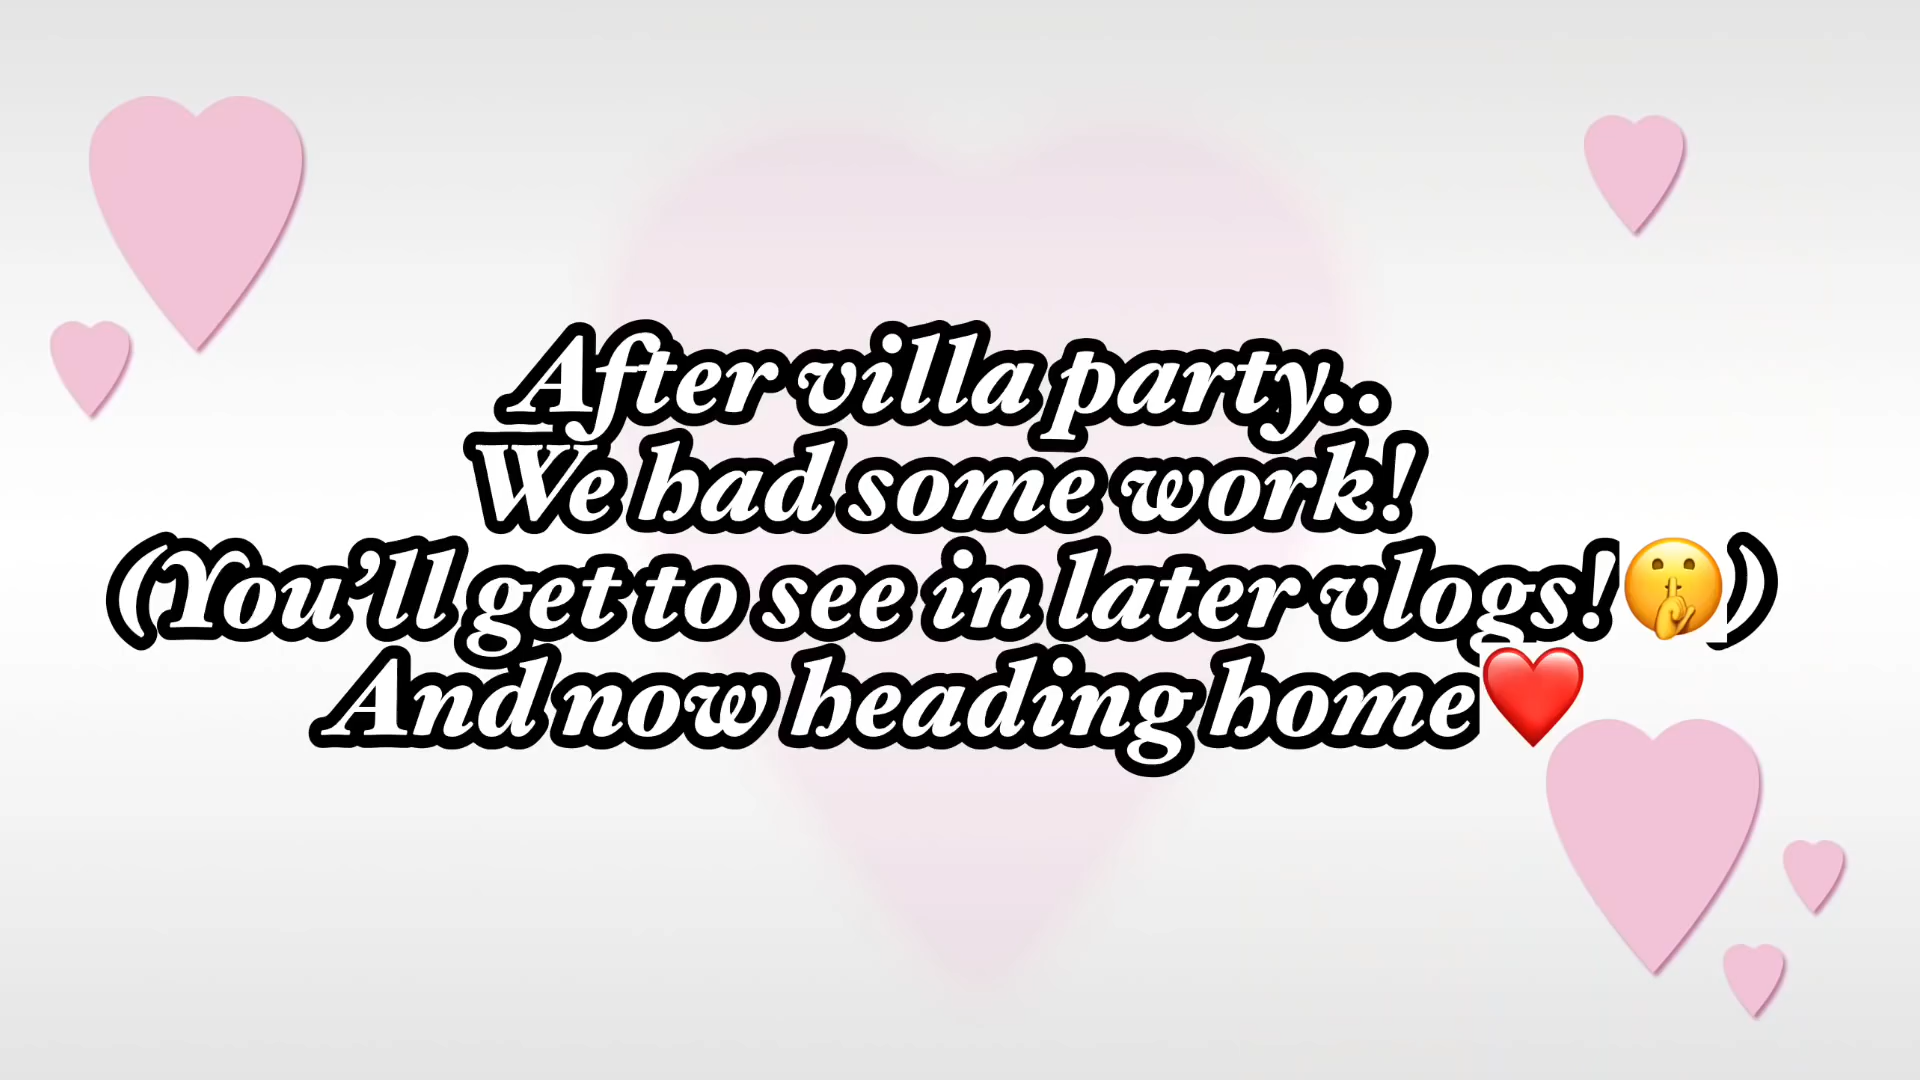 After villa party..
We had some work!
(You’ll get to see in later vlogs!🤫)
And now heading home❤️